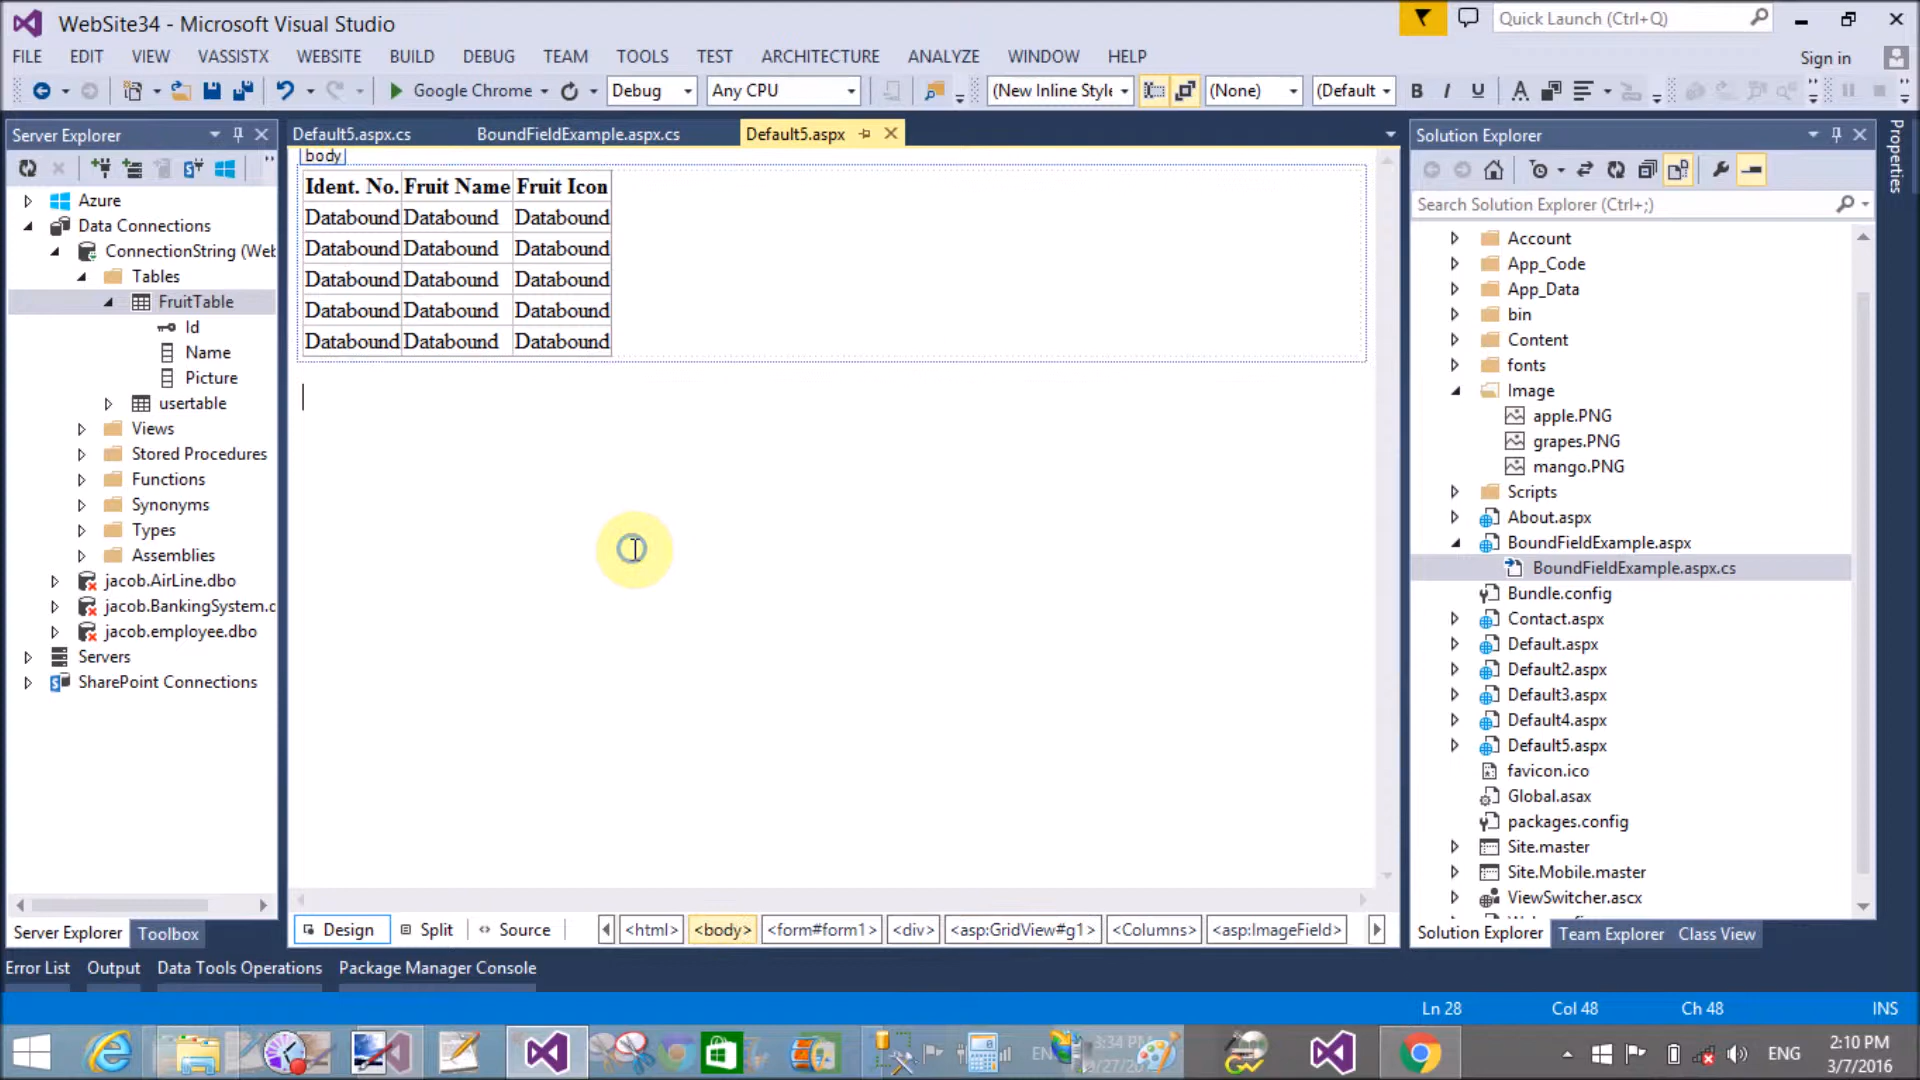 WebSite34 - Microsoft Visual Studio
Quick Launch (Ctrl+Q)
FILE EDIT VIEW VASSISTX WEBSITE BUILD DEBUG TEAM TOOLS TEST ARCHITECTURE ANALYZE WINDOW HELP
Sign in
Google Chrome Debug Any CPU (New Inline Style (None) (Default B I U A
Server Explorer
Default5.aspx.cs BoundFieldExample.aspx.cs Default5.aspx
Solution Explorer
Properties
body
Ident. No. Fruit Name Fruit Icon
Databound Databound Databound
Databound Databound Databound
Databound Databound Databound
Databound Databound Databound
Databound Databound Databound
Azure
Data Connections
ConnectionString (Web
Tables
FruitTable
Id
Name
Picture
usertable
Views
Stored Procedures
Functions
Synonyms
Types
Assemblies
jacob.AirLine.dbo
jacob.BankingSystem.c
jacob.employee.dbo
Servers
SharePoint Connections
Search Solution Explorer (Ctrl+;)
Account
App_Code
App_Data
bin
Content
fonts
Image
apple.PNG
grapes.PNG
mango.PNG
Scripts
About.aspx
BoundFieldExample.aspx
BoundFieldExample.aspx.cs
Bundle.config
Contact.aspx
Default.aspx
Default2.aspx
Default3.aspx
Default4.aspx
Default5.aspx
favicon.ico
Global.asax
packages.config
Site.master
Site.Mobile.master
ViewSwitcher.ascx
Design Split Source <html> <body> <form#form1> <div> <asp:GridView#g1> <Columns> <asp:ImageField>
Server Explorer Toolbox
Solution Explorer Team Explorer Class View
Error List Output Data Tools Operations Package Manager Console
Ln 28 Col 48 Ch 48 INS
3:34 PM
ENG
2:10 PM
3/7/2016